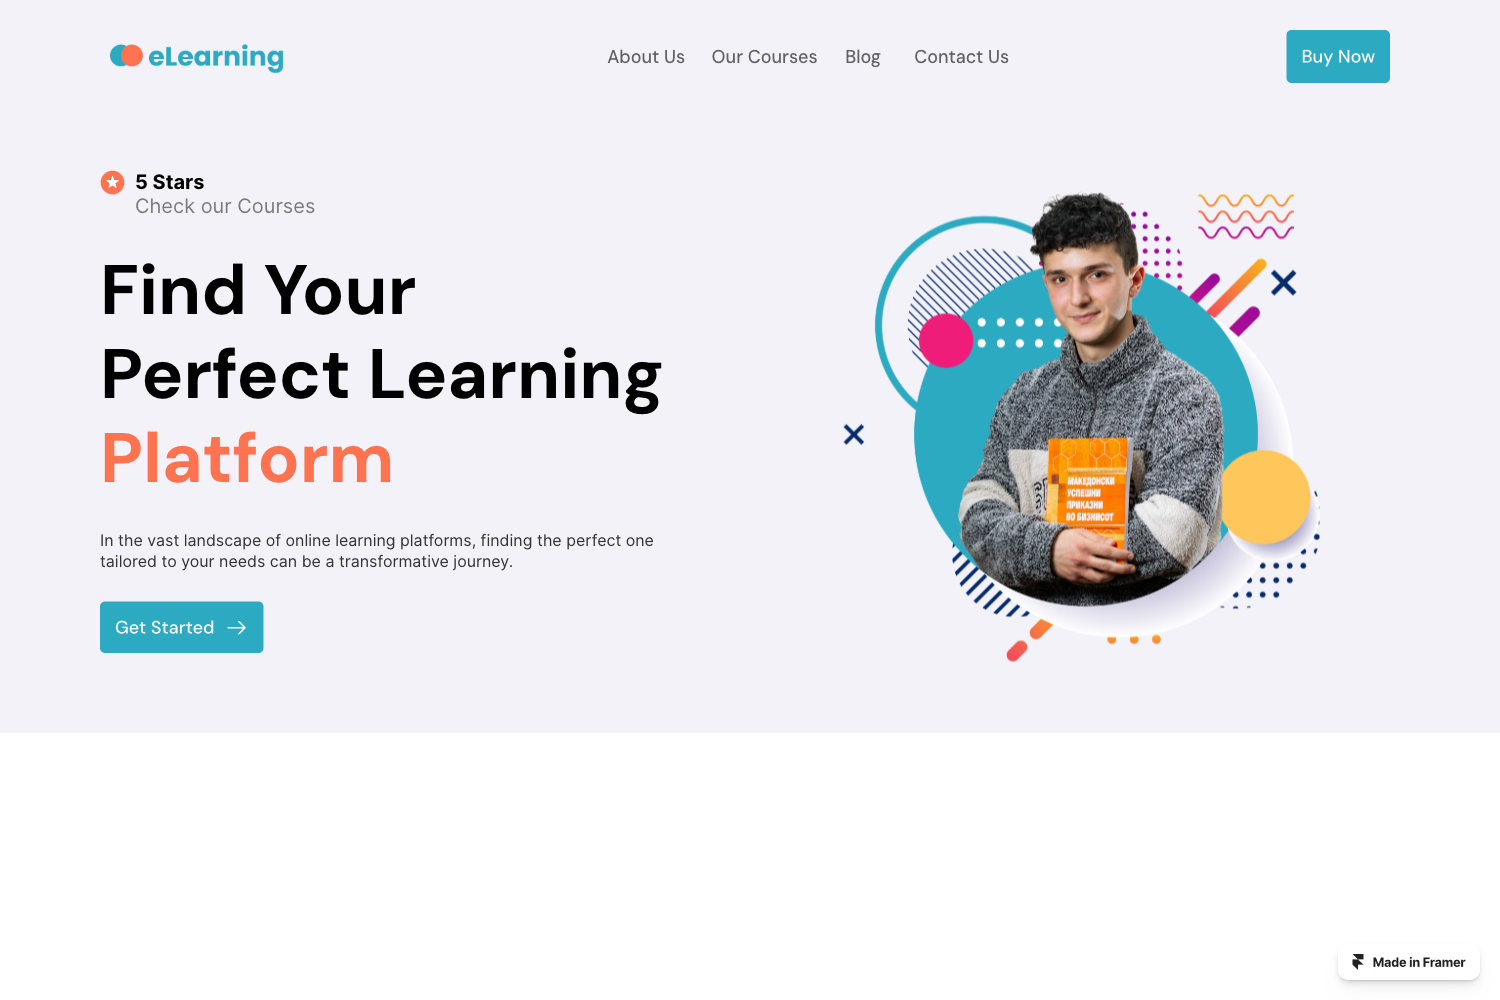 eLearning
About Us
Our Courses
Blog
Contact Us
Buy Now
5 Stars
Check our Courses
Find Your
Perfect Learning
Platform
In the vast landscape of online learning platforms, finding the perfect one
tailored to your needs can be a transformative journey.
Get Started
МАКЕДОНСКИ
УСПЕШНИ
ПРИКАЗНИ
ВО БИЗНИСОТ
Made in Framer